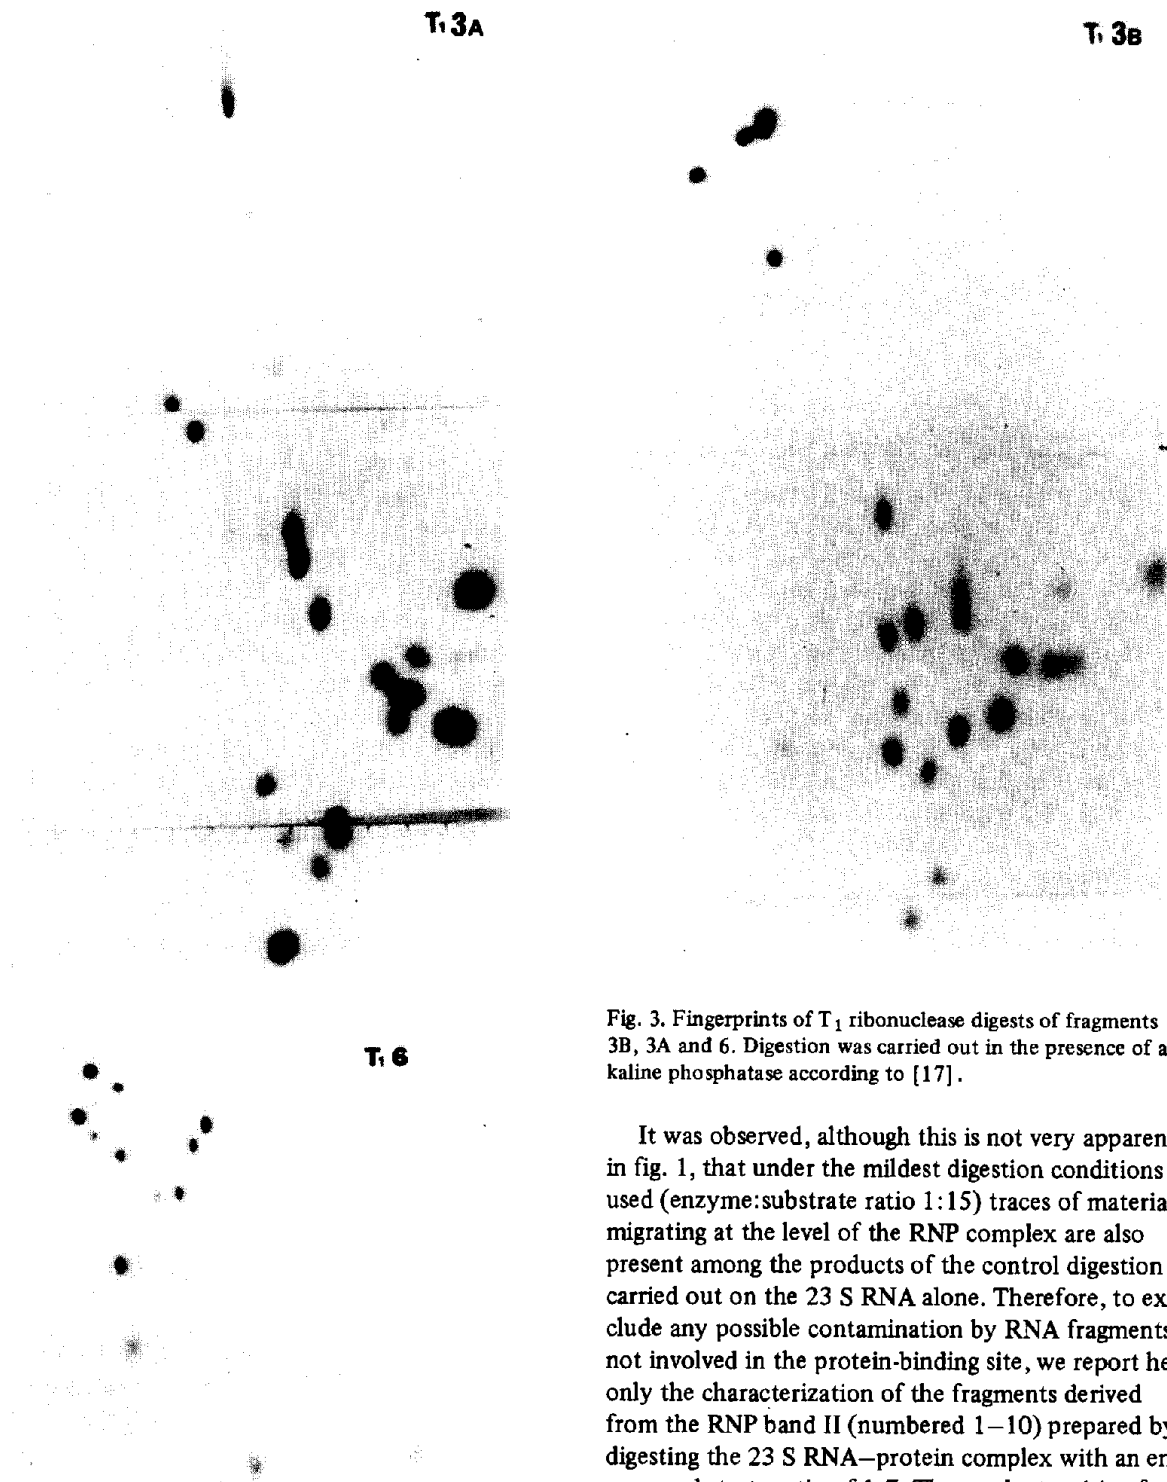 T₁ 3A
T₁ 3B
T₁ 6
Fig. 3. Fingerprints of T₁ ribonuclease digests of fragments
3B, 3A and 6. Digestion was carried out in the presence of a
kaline phosphatase according to [17].
It was observed, although this is not very apparen
in fig. 1, that under the mildest digestion conditions
used (enzyme:substrate ratio 1:15) traces of materia
migrating at the level of the RNP complex are also
present among the products of the control digestion
carried out on the 23 S RNA alone. Therefore, to ex
clude any possible contamination by RNA fragments
not involved in the protein-binding site, we report he
only the characterization of the fragments derived
from the RNP band II (numbered 1–10) prepared by
digesting the 23 S RNA–protein complex with an en